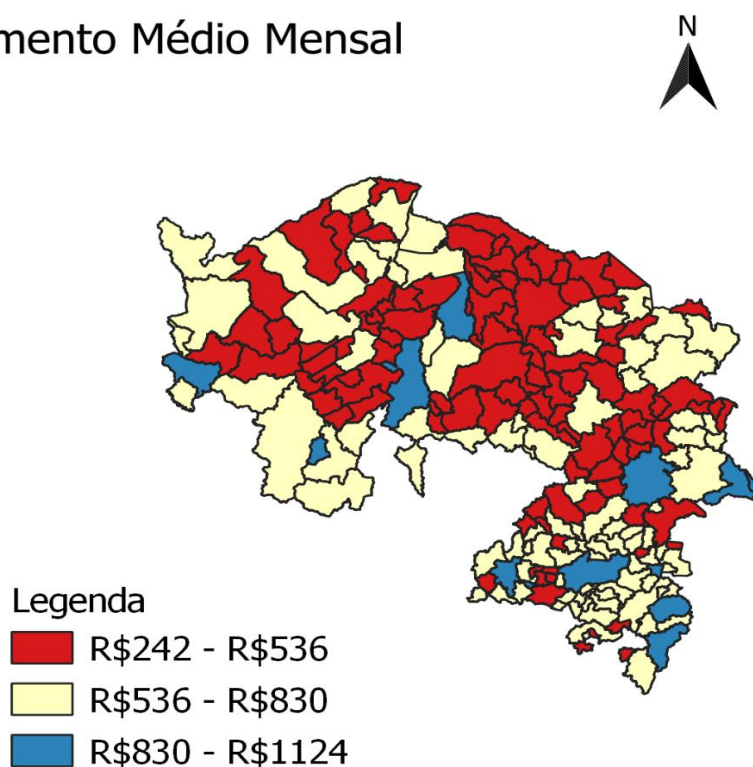 mento Médio Mensal
N
Legenda
R$242 - R$536
R$536 - R$830
R$830 - R$1124